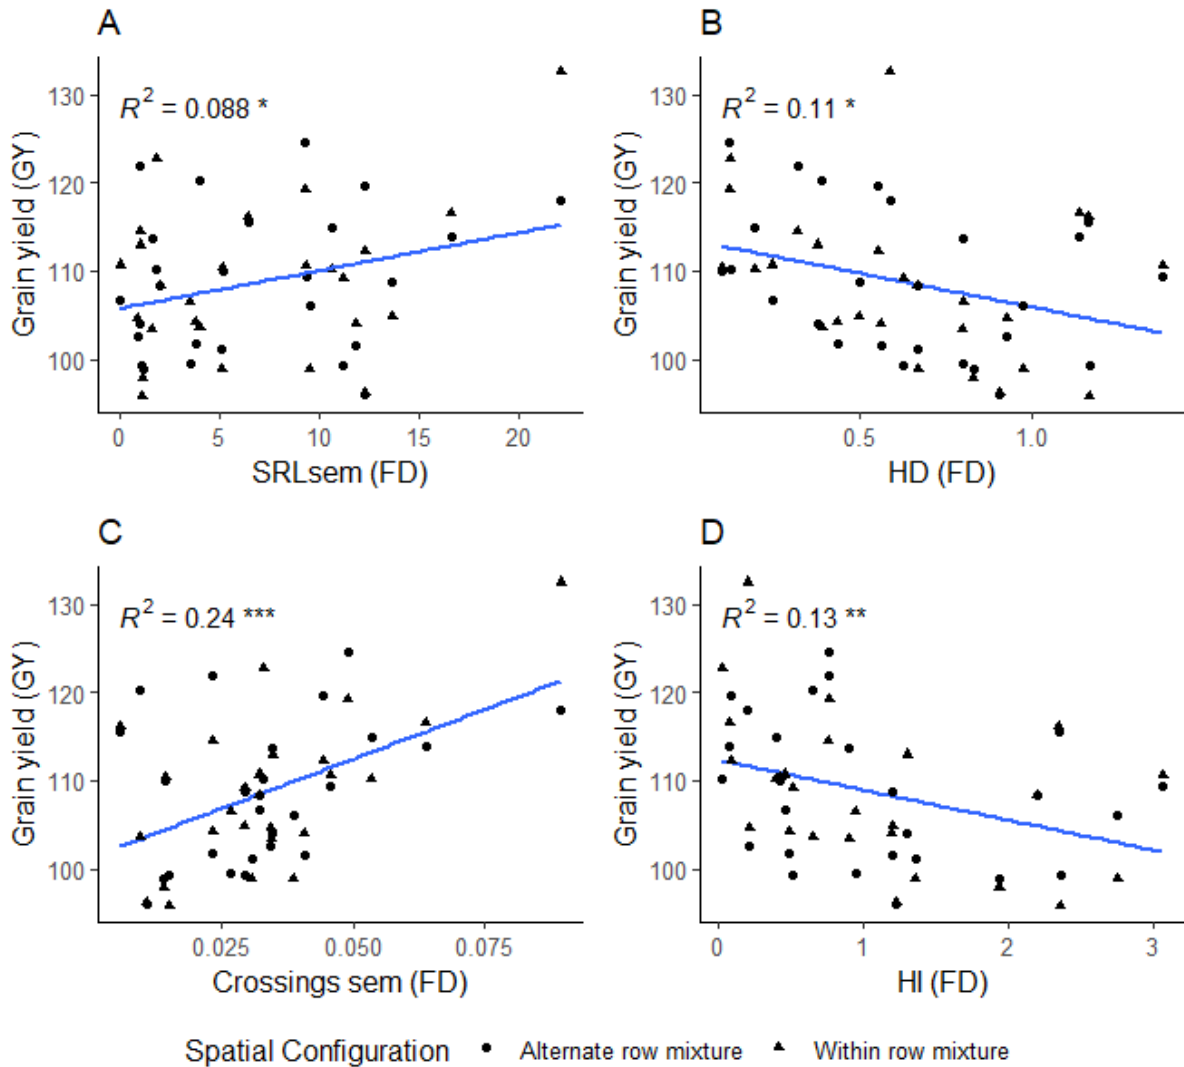 A
R² = 0.088 *
Grain yield (GY)
130
120
110
100
0 5 10 15 20
SRLsem (FD)
B
R² = 0.11 *
Grain yield (GY)
130
120
110
100
0.5 1.0
HD (FD)
C
R² = 0.24 ***
Grain yield (GY)
130
120
110
100
0.025 0.050 0.075
Crossings sem (FD)
D
R² = 0.13 **
Grain yield (GY)
130
120
110
100
0 1 2 3
HI (FD)
Spatial Configuration Alternate row mixture Within row mixture